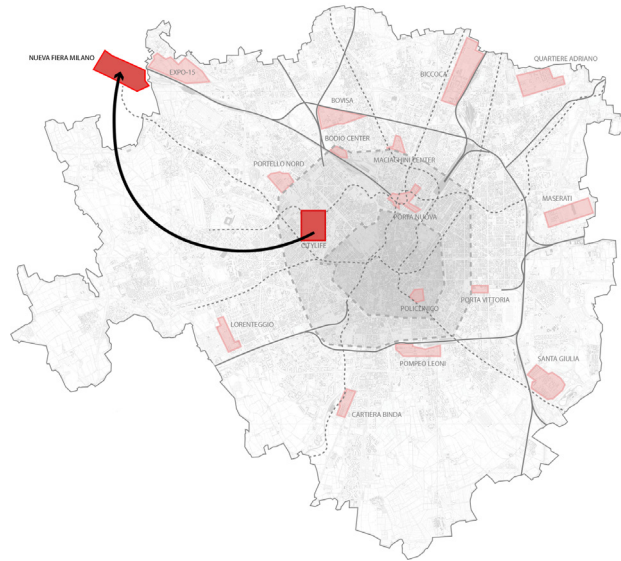 NUEVA FIERA MILANO
EXPO-15
BICCOCA
QUARTIERE ADRIANO
BOVISA
BODIO CENTER
MACIACHINI CENTER
PORTELLO NORD
MASERATI
PORTA NUOVA
CITYLIFE
PORTA VITTORIA
POLICLINICO
LORENTEGGIO
POMPEO LEONI
SANTA GIULIA
CARTIERA BINDA